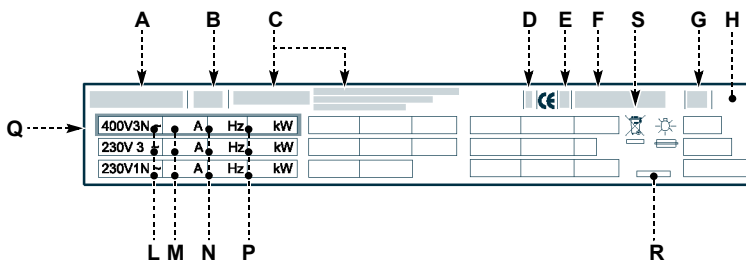 A B C D E F S G H
CE
Q
400V3N~ A Hz kW
230V 3 ~ A Hz kW
230V1N~ A Hz kW
L M N P R